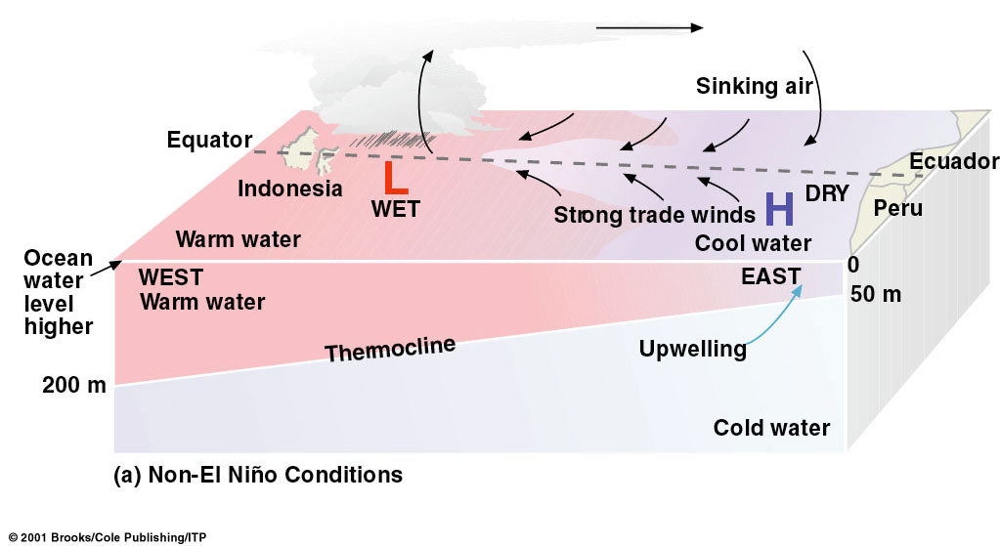 Sinking air
Equator
Ecuador
Indonesia
L
WET
DRY
H
Peru
Strong trade winds
Warm water
Cool water
Ocean
water
level
higher
WEST
Warm water
EAST
0
50 m
Thermocline
Upwelling
200 m
Cold water
(a) Non-El Niño Conditions
© 2001 Brooks/Cole Publishing/ITP